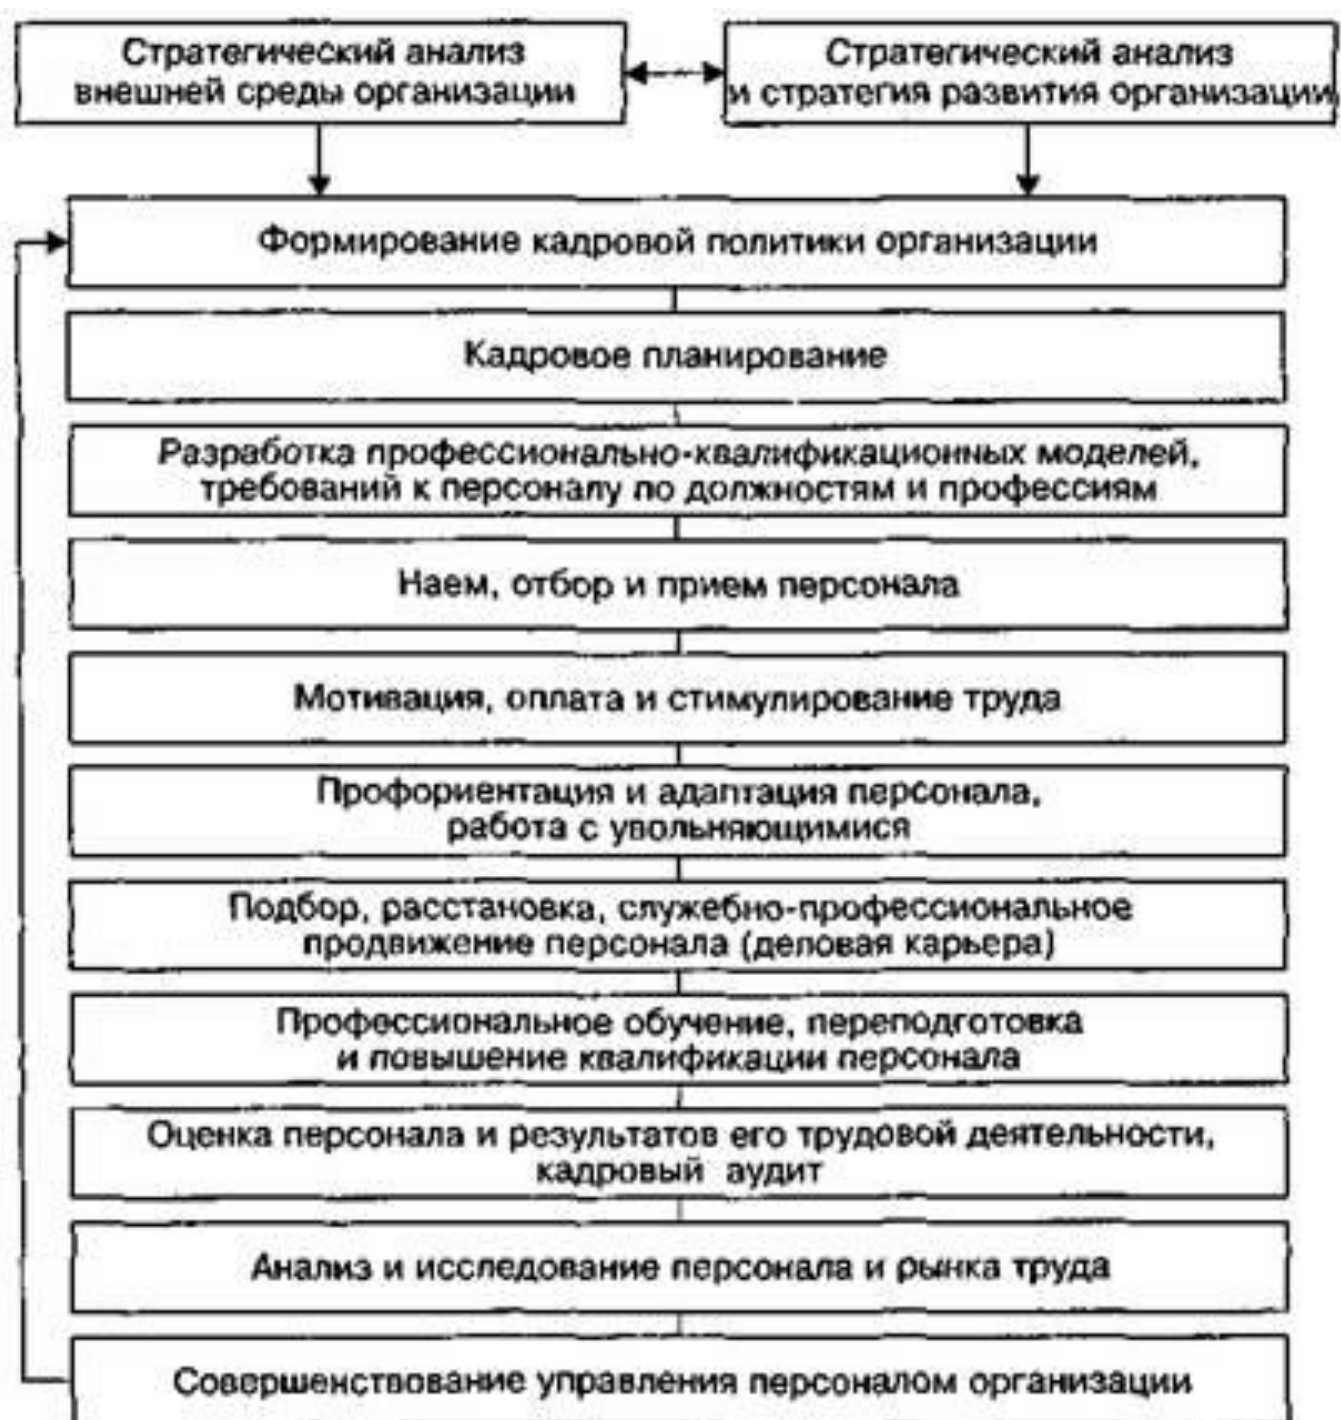 Стратегический анализ
внешней среды организации
Стратегический анализ
и стратегия развития организации
Формирование кадровой политики организации
Кадровое планирование
Разработка профессионально-квалификационных моделей,
требований к персоналу по должностям и профессиям
Наем, отбор и прием персонала
Мотивация, оплата и стимулирование труда
Профориентация и адаптация персонала,
работа с увольняющимися
Подбор, расстановка, служебно-профессиональное
продвижение персонала (деловая карьера)
Профессиональное обучение, переподготовка
и повышение квалификации персонала
Оценка персонала и результатов его трудовой деятельности,
кадровый аудит
Анализ и исследование персонала и рынка труда
Совершенствование управления персоналом организации